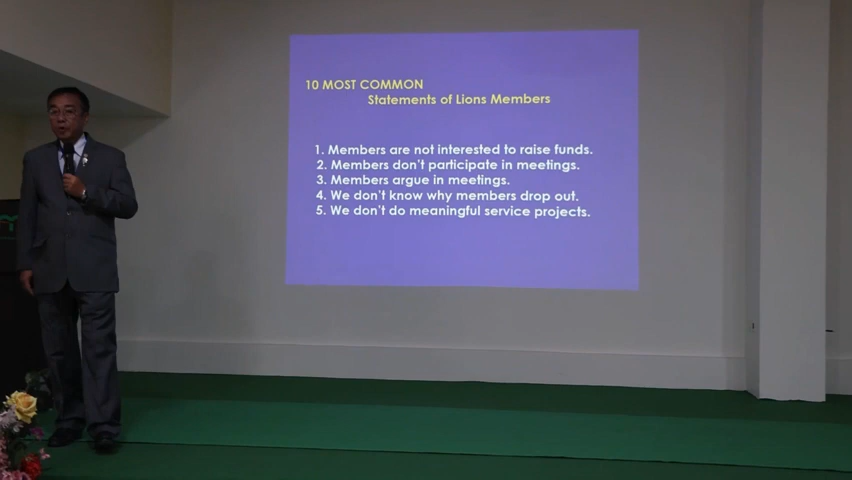 10 MOST COMMON
Statements of Lions Members
1. Members are not interested to raise funds.
2. Members don't participate in meetings.
3. Members argue in meetings.
4. We don't know why members drop out.
5. We don't do meaningful service projects.